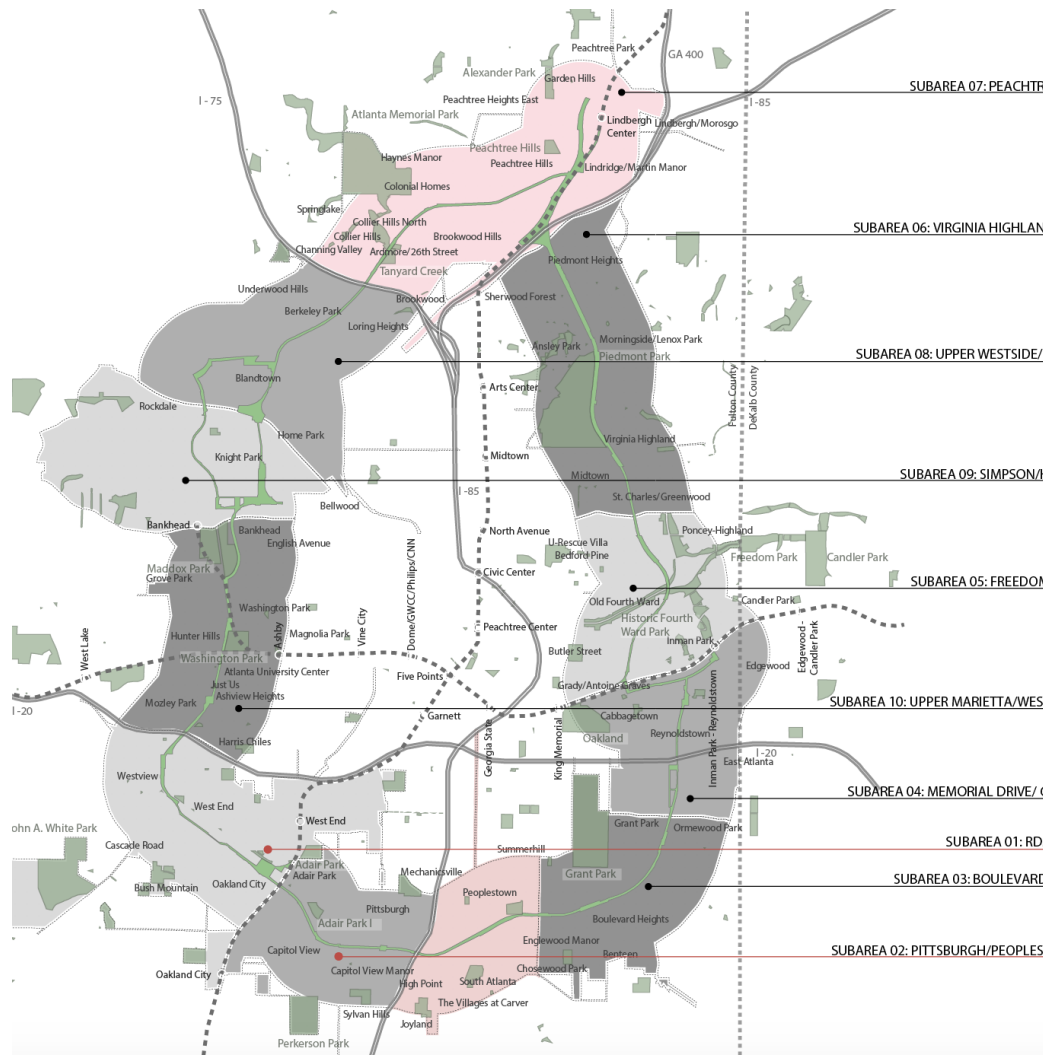 Peachtree Park
GA 400
Alexander Park
Garden Hills
SUBAREA 07: PEACHTR
I - 75
Peachtree Heights East
I -85
Atlanta Memorial Park
Lindbergh
Center
Lindbergh/Morosgo
Peachtree Hills
Haynes Manor
Peachtree Hills
Lindridge/Martin Manor
Colonial Homes
Springlake
Collier Hills North
SUBAREA 06: VIRGINIA HIGHLAN
Collier Hills
Brookwood Hills
Channing Valley
Ardmore/26th Street
Piedmont Heights
Tanyard Creek
Underwood Hills
Brookwood
Sherwood Forest
Berkeley Park
Loring Heights
Morningside/Lenox Park
Ansley Park
Piedmont Park
SUBAREA 08: UPPER WESTSIDE/
Blandtown
Arts Center
Fulton County
DeKalb County
Rockdale
Home Park
Virginia Highland
Knight Park
Midtown
Midtown
SUBAREA 09: SIMPSON/H
I -85
St. Charles/ Greenwood
Bellwood
Bankhead
Bankhead
North Avenue
Poncey-Highland
English Avenue
U-Rescue Villa
Bedford Pine
Freedom Park
Candler Park
Maddox Park
Grove Park
Civic Center
SUBAREA 05: FREEDOM
Old Fourth Ward
Candler Park
Washington Park
Historic Fourth
Ward Park
Peachtree Center
Hunter Hills
Ashby
Magnolia Park
Vine City
Dome/GWCC/Philips/CNN
Inman Park
West Lake
Washington Park
Butler Street
Edgewood
Edgewood -
Candler Park
Atlanta University Center
Five Points
Just Us
Grady/Antoine Graves
Ashview Heights
Mozley Park
I -20
Garnett
Cabbagetown
SUBAREA 10: UPPER MARIETTA/WES
Georgia State
King Memorial
Oakland
Reynoldstown
Inman Park - Reynoldstown
Harris Chiles
I -20
East Atlanta
Westview
West End
SUBAREA 04: MEMORIAL DRIVE/ G
West End
Grant Park
Ormewood Park
ohn A. White Park
Cascade Road
Summerhill
SUBAREA 01: RD
Adair Park
Adair Park
Mechanicsville
Grant Park
Bush Mountain
Oakland City
Peoplestown
SUBAREA 03: BOULEVARD
Pittsburgh
Adair Park I
Boulevard Heights
Capitol View
Englewood Manor
SUBAREA 02: PITTSBURGH/PEOPLES
Benteen
Oakland City
Capitol View Manor
Chosewood Park
High Point
South Atlanta
The Villages at Carver
Sylvan Hills
Joyland
Perkerson Park